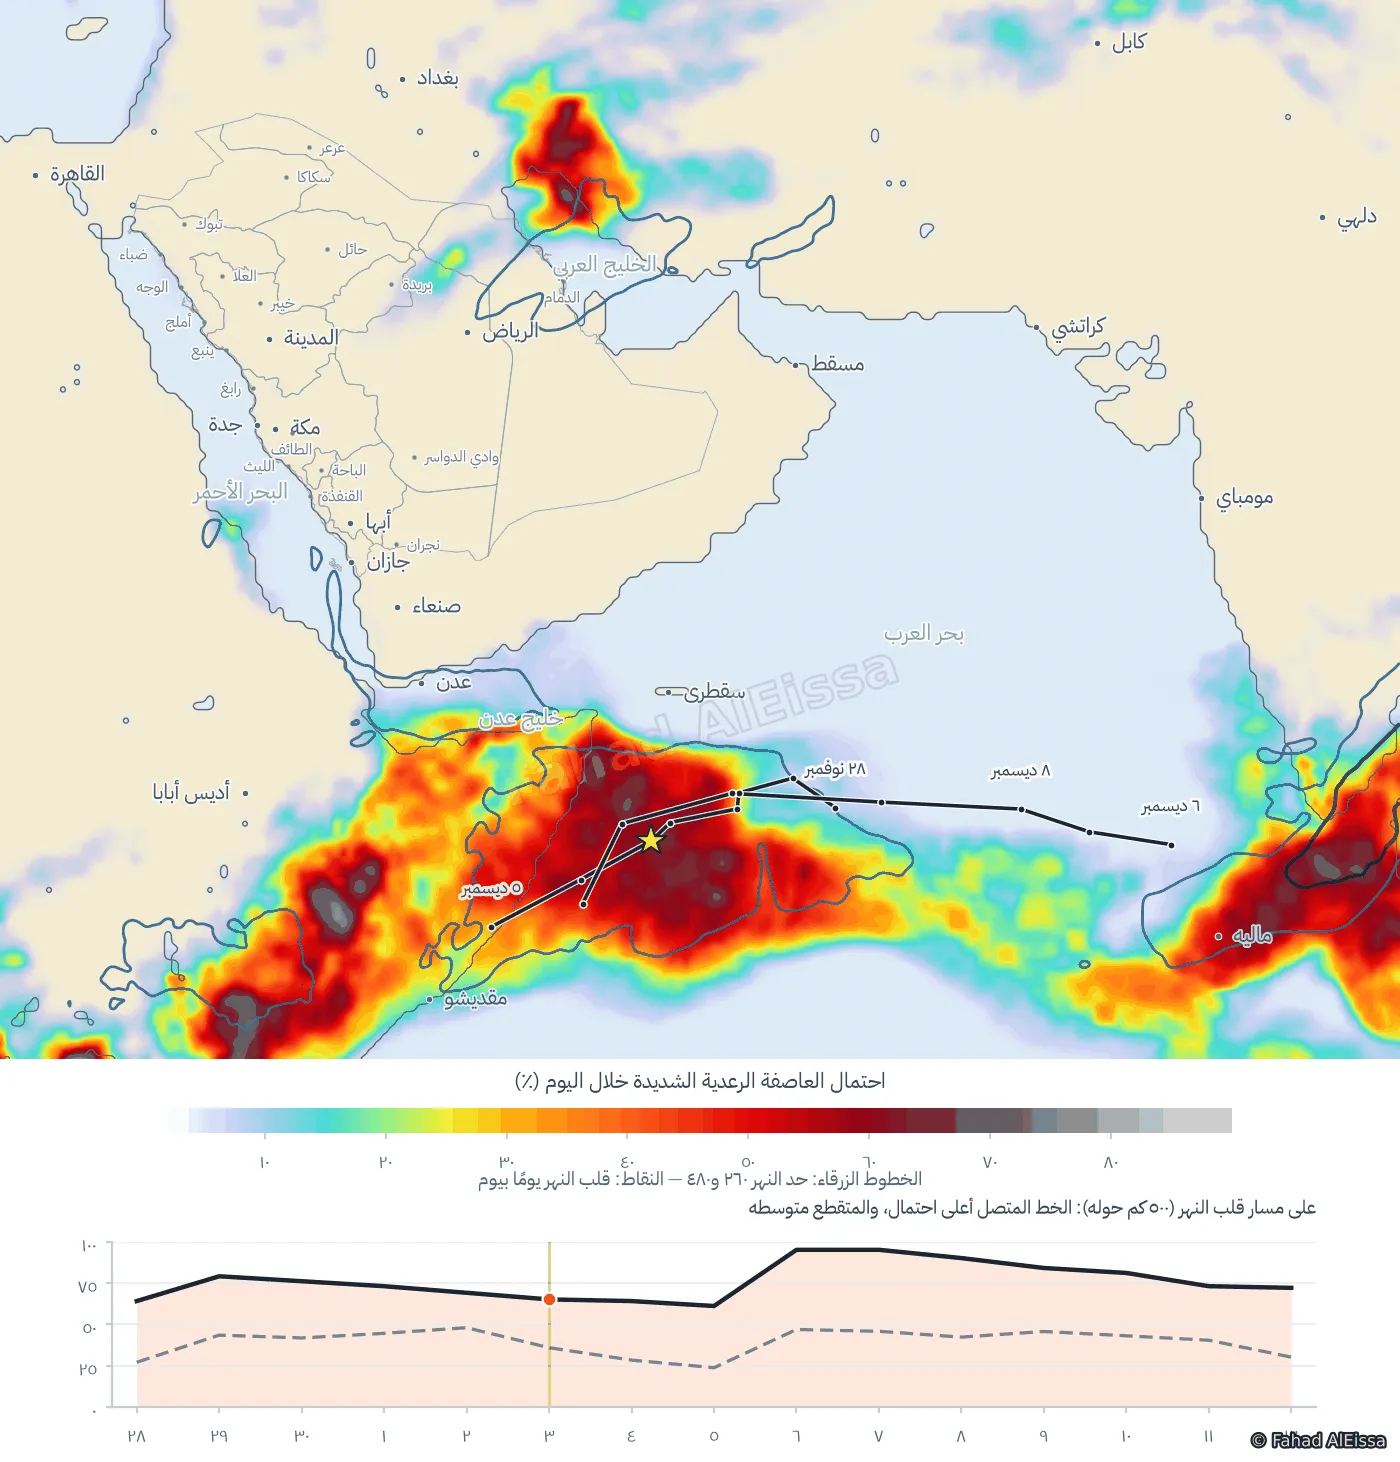 كابل
بغداد
عرعر
القاهرة
سكاكا
دلهي
تبوك
حائل
ضباء
الخليج العربي
العلا
بريدة
الوجه
الدمام
خيبر
أملج
كراتشي
الرياض
المدينة
ينبع
مسقط
رابغ
جدة
مكة
الطائف
وادي الدواسر
الليث
الباحة
البحر الأحمر
القنفذة
مومباي
أبها
نجران
جازان
صنعاء
بحر العرب
عدن
سقطرى
خليج عدن
Fahad AlEissa
٢٨ نوفمبر
٨ ديسمبر
أديس أبابا
٦ ديسمبر
٥ ديسمبر
ماليه
مقديشو
احتمال العاصفة الرعدية الشديدة خلال اليوم (٪)
١٠ ٢٠ ٣٠ ٤٠ ٥٠ ٦٠ ٧٠ ٨٠
الخطوط الزرقاء: حد النهر ٢٦٠ و٤٨٠ — النقاط: قلب النهر يومًا بيوم
على مسار قلب النهر (٥٠٠ كم حوله): الخط المتصل أعلى احتمال، والمتقطع متوسطه
١٠٠
٧٥
٥٠
٢٥
٠
٢٨ ٢٩ ٣٠ ١ ٢ ٣ ٤ ٥ ٦ ٧ ٨ ٩ ١٠ ١١
© Fahad AlEissa